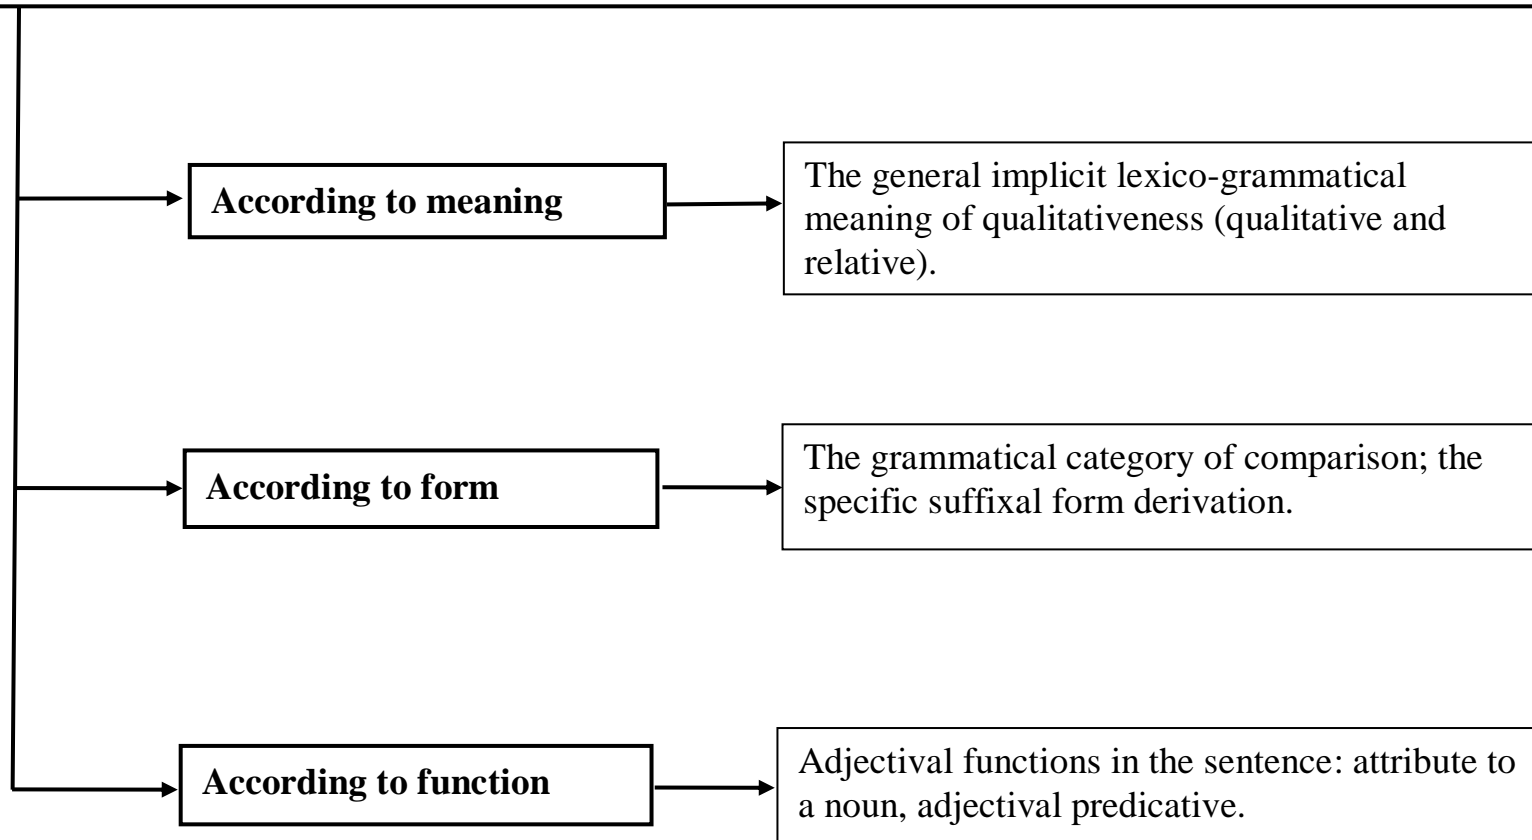 According to meaning
The general implicit lexico-grammatical
meaning of qualitativeness (qualitative and
relative).
According to form
The grammatical category of comparison; the
specific suffixal form derivation.
According to function
Adjectival functions in the sentence: attribute to
a noun, adjectival predicative.